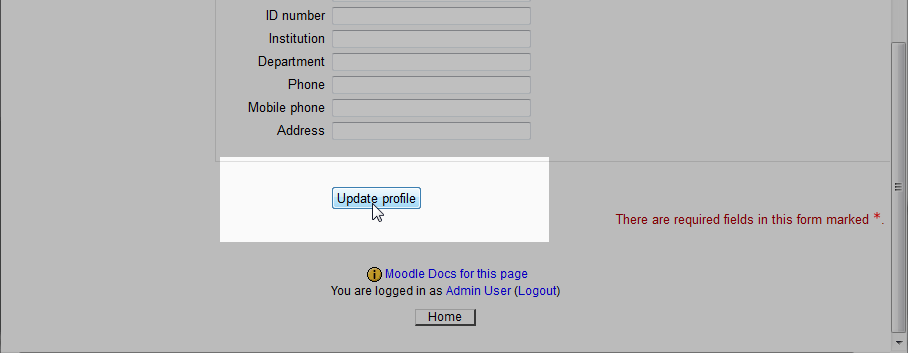 ID number
Institution
Department
Phone
Mobile phone
Address
Update profile
There are required fields in this form marked *.
Moodle Docs for this page
You are logged in as Admin User (Logout)
Home